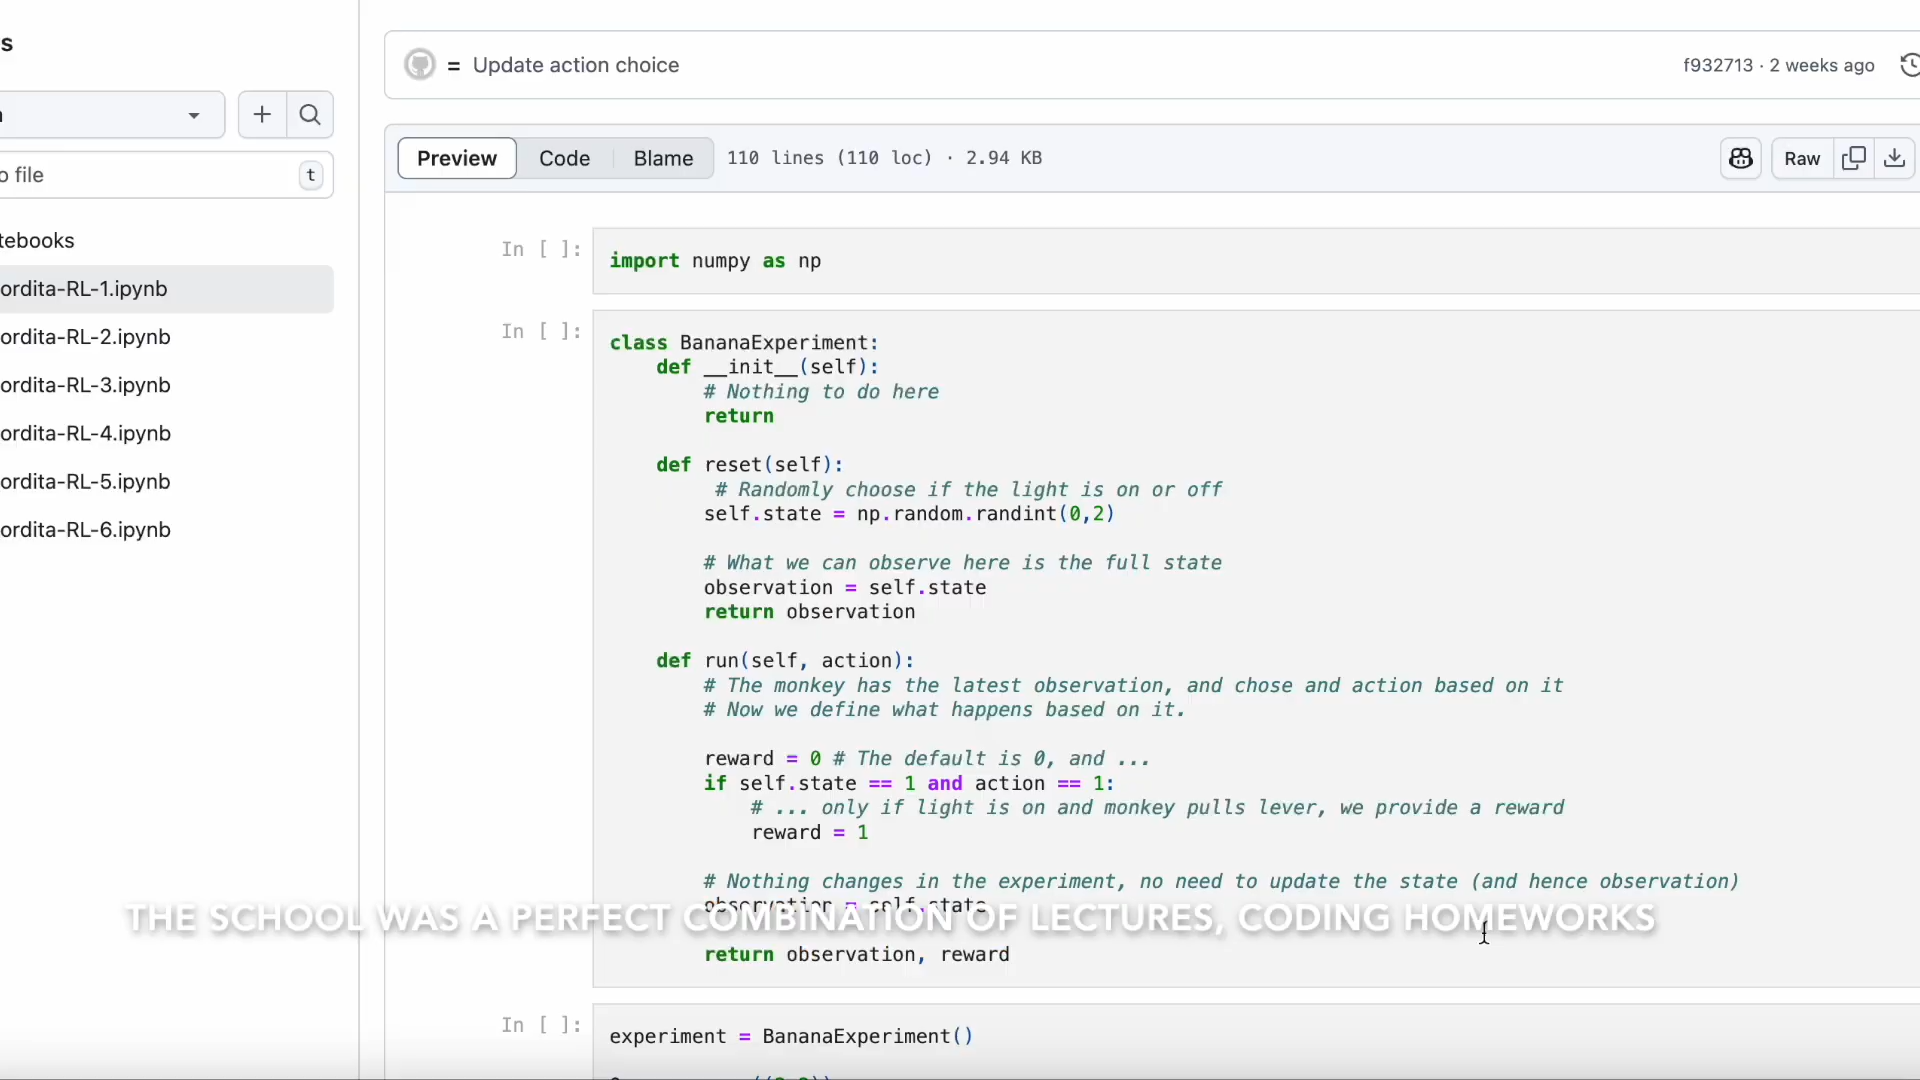 s
= Update action choice
f932713 · 2 weeks ago
o file
t
Preview Code Blame 110 lines (110 loc) · 2.94 KB
Raw
tebooks
ordita-RL-1.ipynb
ordita-RL-2.ipynb
ordita-RL-3.ipynb
ordita-RL-4.ipynb
ordita-RL-5.ipynb
ordita-RL-6.ipynb
In [ ]:
import numpy as np
In [ ]:
class BananaExperiment:
def __init__(self):
# Nothing to do here
return
def reset(self):
# Randomly choose if the light is on or off
self.state = np.random.randint(0,2)
# What we can observe here is the full state
observation = self.state
return observation
def run(self, action):
# The monkey has the latest observation, and chose and action based on it
# Now we define what happens based on it.
reward = 0 # The default is 0, and ...
if self.state == 1 and action == 1:
# ... only if light is on and monkey pulls lever, we provide a reward
reward = 1
# Nothing changes in the experiment, no need to update the state (and hence observation)
observation = self.state
THE SCHOOL WAS A PERFECT COMBINATION OF LECTURES, CODING HOMEWORKS
return observation, reward
In [ ]:
experiment = BananaExperiment()